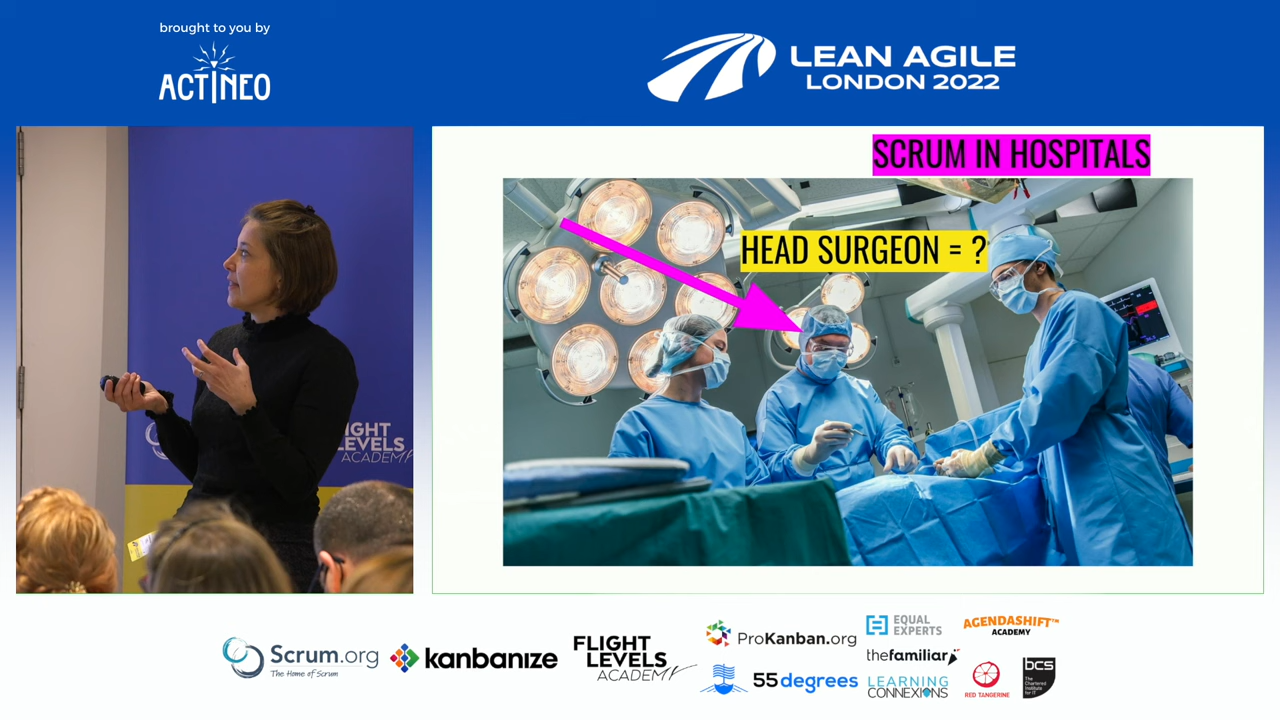 brought to you by
ACTINEO
LEAN AGILE
LONDON 2022
SCRUM IN HOSPITALS
HEAD SURGEON = ?
LIGHT
LEVELS
ACADEMY
Scrum.org
The Home of Scrum
kanbanize
FLIGHT
LEVELS
ACADEMY
ProKanban.org
55degrees
EQUAL
EXPERTS
thefamiliar
LEARNING
CONNEXIONS
AGENDASHIFT™
ACADEMY
RED TANGERINE
bcs
The
Chartered
Institute
for IT